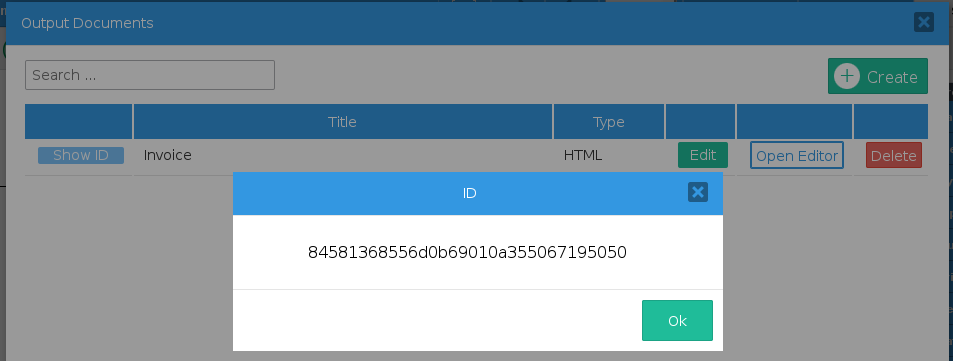 Output Documents
Search ...
Create
Title Type
Show ID Invoice HTML Edit Open Editor Delete
ID
84581368556d0b69010a355067195050
Ok